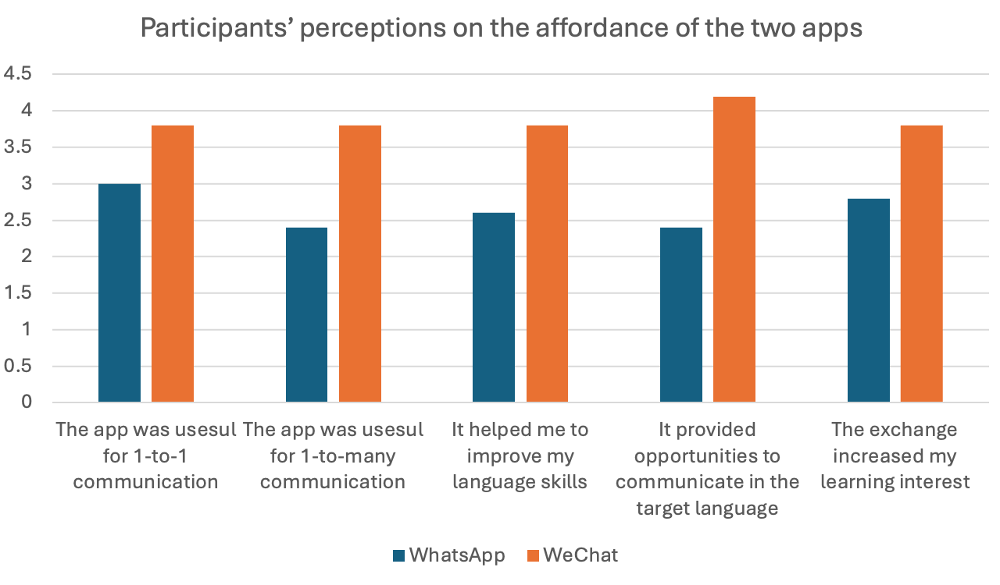 Participants’ perceptions on the affordance of the two apps
4.5
4
3.5
3
2.5
2
1.5
1
0.5
0
The app was usesul
for 1-to-1
communication
The app was usesul
for 1-to-many
communication
It helped me to
improve my
language skills
It provided
opportunities to
communicate in the
target language
The exchange
increased my
learning interest
WhatsApp
WeChat